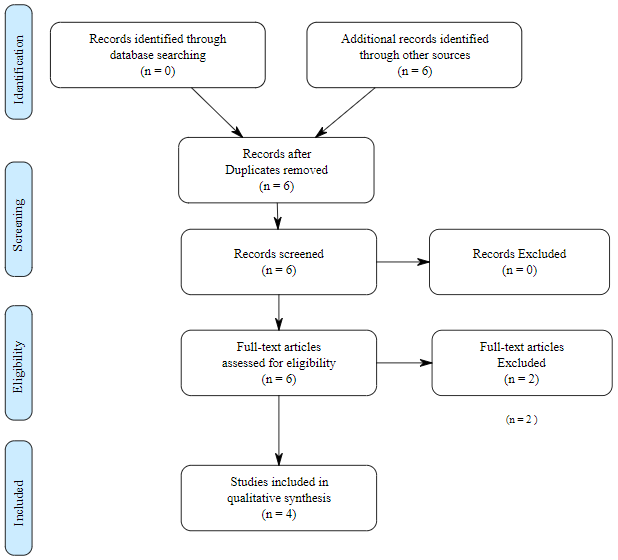 Identification
Records identified through
database searching
(n = 0)
Additional records identified
through other sources
(n = 6)
Records after
Duplicates removed
(n = 6)
Screening
Records screened
(n = 6)
Records Excluded
(n = 0)
Eligibility
Full-text articles
assessed for eligibility
(n = 6)
Full-text articles
Excluded
(n = 2)
(n = 2 )
Included
Studies included in
qualitative synthesis
(n = 4)